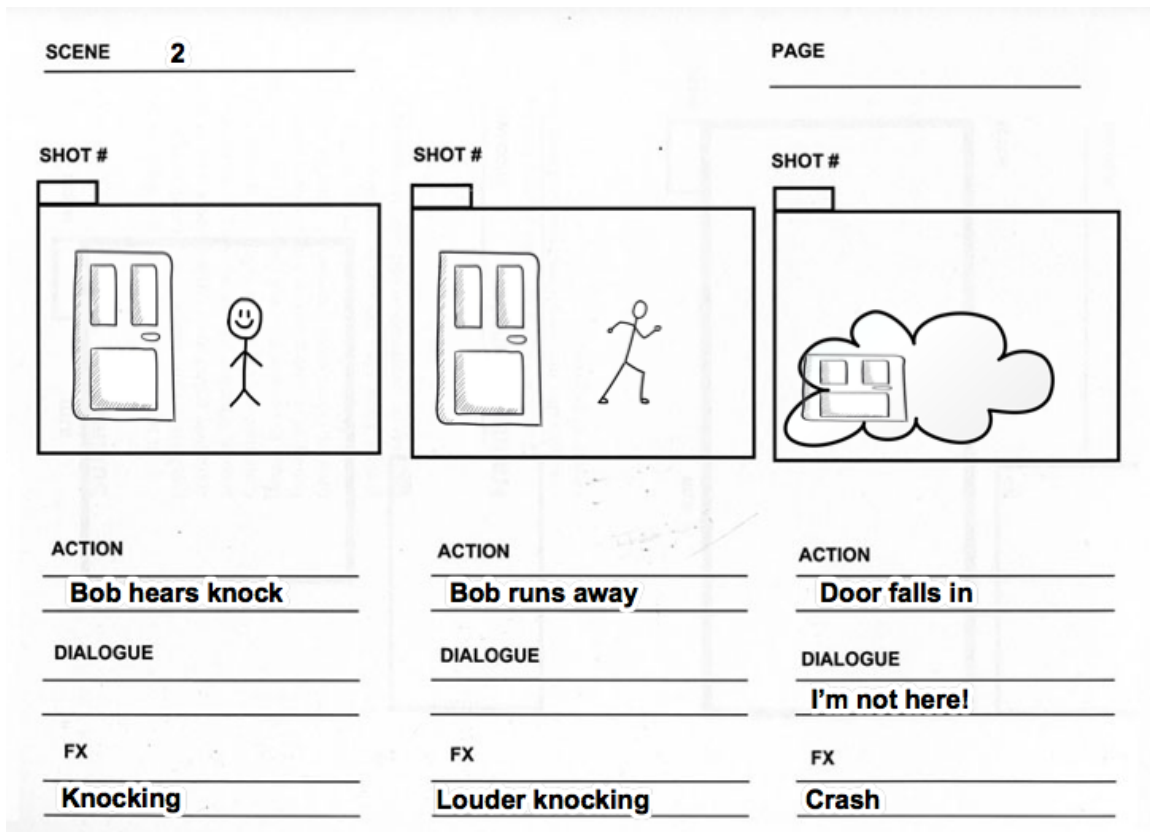 SCENE 2
PAGE
SHOT #
SHOT #
SHOT #
ACTION
Bob hears knock
DIALOGUE
FX
Knocking
ACTION
Bob runs away
DIALOGUE
FX
Louder knocking
ACTION
Door falls in
DIALOGUE
I'm not here!
FX
Crash